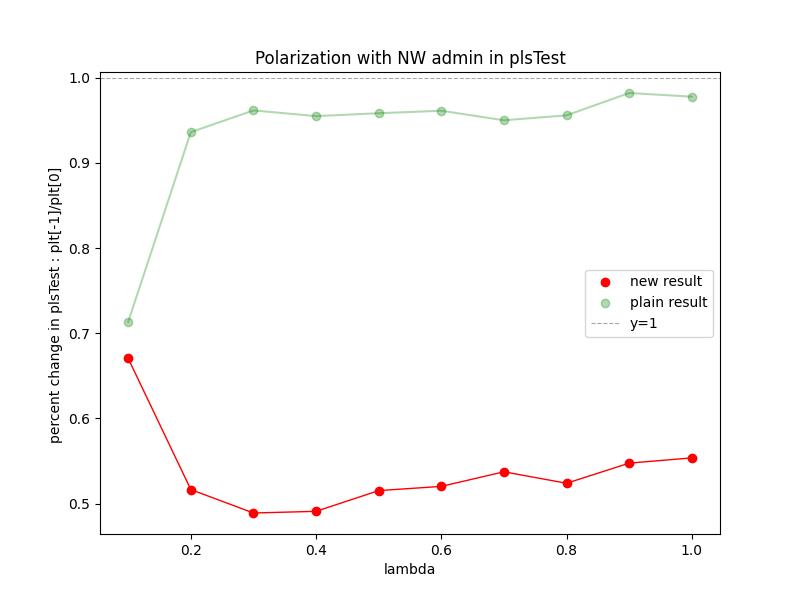 Polarization with NW admin in plsTest
percent change in plsTest : plt[-1]/plt[0]
1.0
0.9
0.8
0.7
0.6
0.5
new result
plain result
y=1
0.2
0.4
0.6
0.8
1.0
lambda